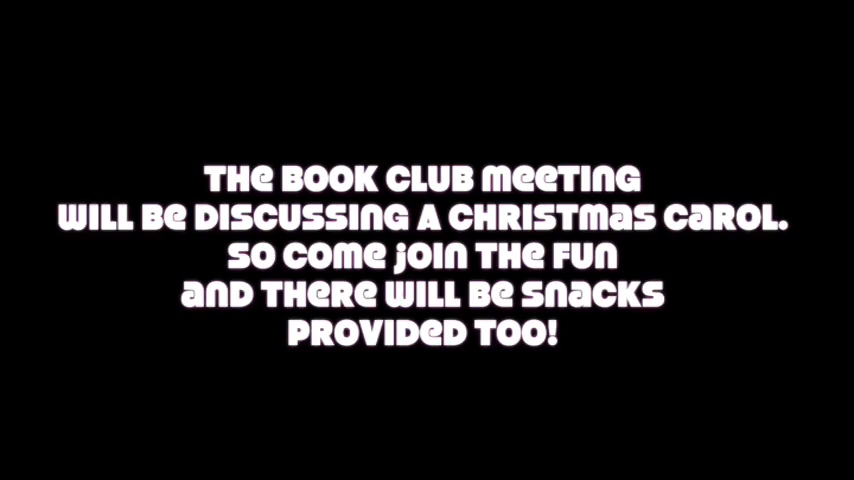 THE BOOK CLUB MEETING
WILL BE DISCUSSING A CHRISTMAS CAROL.
SO COME JOIN THE FUN
AND THERE WILL BE SNACKS
PROVIDED TOO!